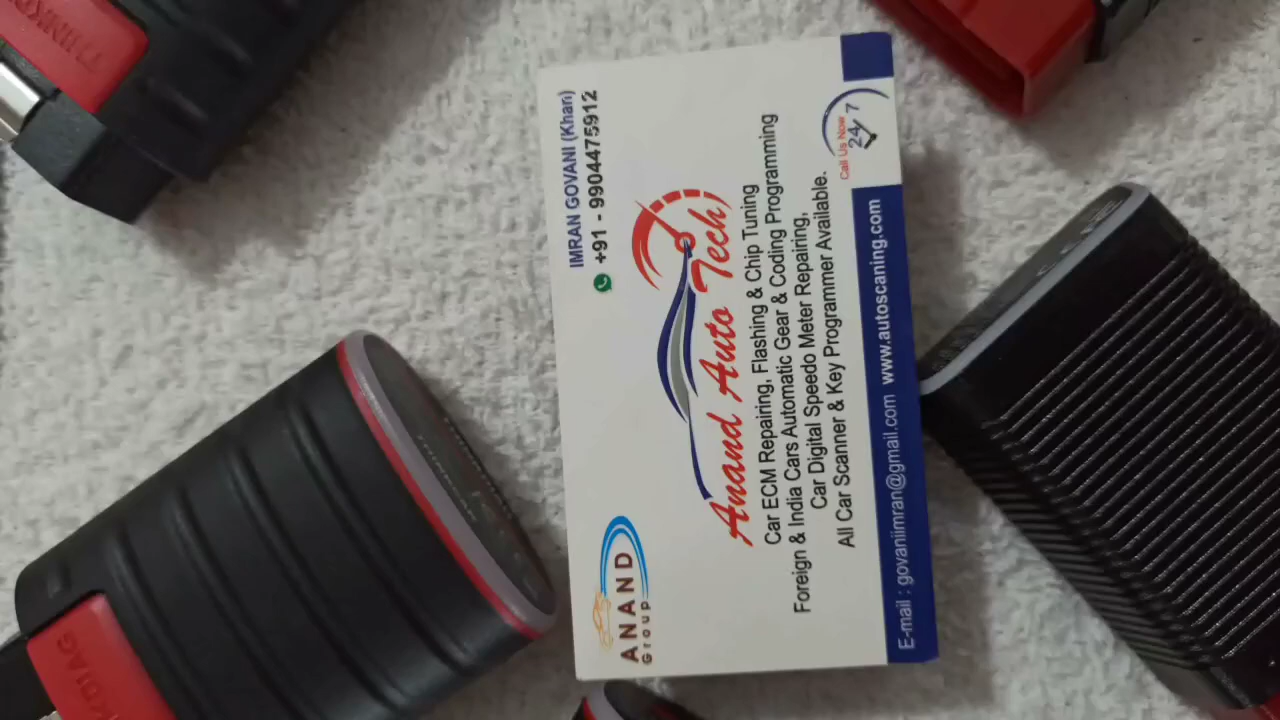 IMRAN GOVANI (Khan)
+91 - 9904475912
ANAND
Group
Anand Auto Tech
Car ECM Repairing, Flashing & Chip Tuning
Foreign & India Cars Automatic Gear & Coding Programming
Car Digital Speedo Meter Repairing,
All Car Scanner & Key Programmer Available.
Call Us Now
24/7
E-mail : govaniimran@gmail.com www.autoscaning.com